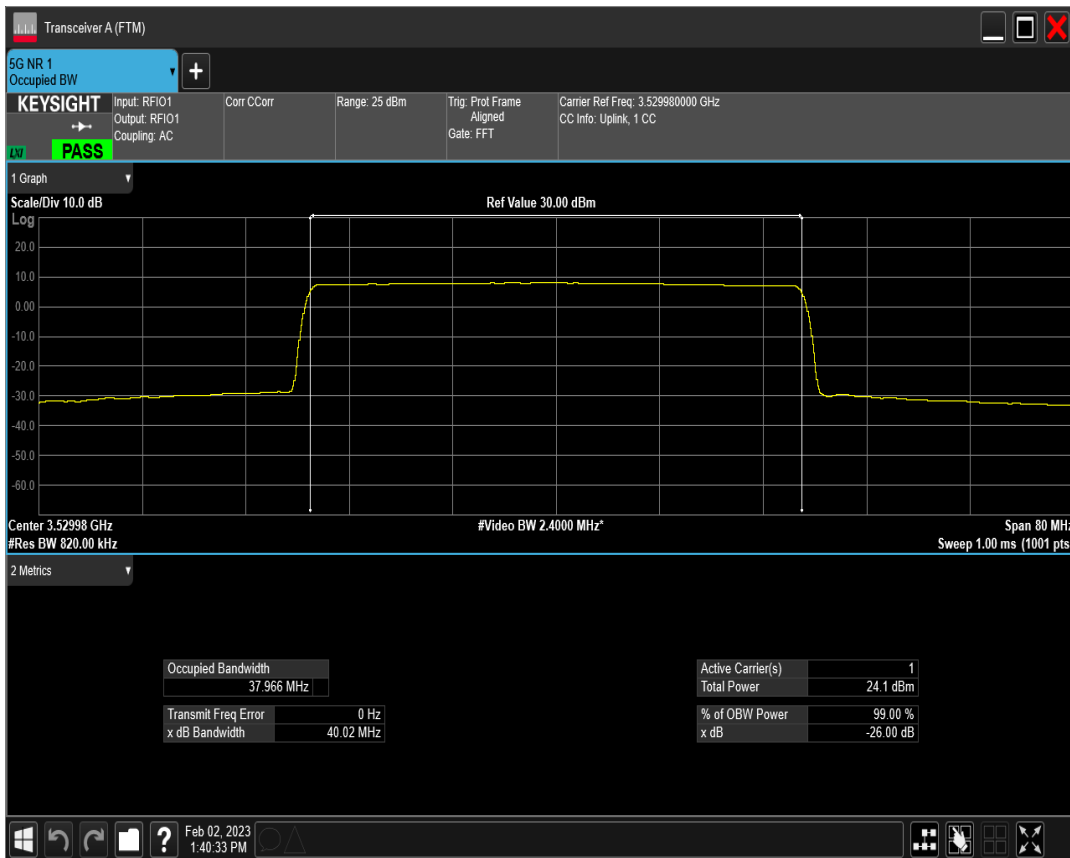 Transceiver A (FTM)
5G NR 1
Occupied BW
+
KEYSIGHT
LXI
PASS
Input: RFIO1
Output: RFIO1
Coupling: AC
Corr CCorr
Range: 25 dBm
Trig: Prot Frame
Aligned
Gate: FFT
Carrier Ref Freq: 3.529980000 GHz
CC Info: Uplink, 1 CC
1 Graph
Scale/Div 10.0 dB
Ref Value 30.00 dBm
Log
20.0
10.0
0.00
-10.0
-20.0
-30.0
-40.0
-50.0
-60.0
Center 3.52998 GHz
#Video BW 2.4000 MHz*
Span 80 MHz
#Res BW 820.00 kHz
Sweep 1.00 ms (1001 pts
2 Metrics
Occupied Bandwidth
37.966 MHz
Transmit Freq Error 0 Hz
x dB Bandwidth 40.02 MHz
Active Carrier(s) 1
Total Power 24.1 dBm
% of OBW Power 99.00 %
x dB -26.00 dB
?
Feb 02, 2023
1:40:33 PM